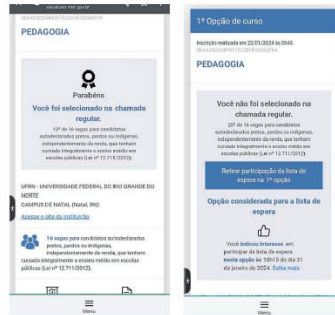 PEDAGOGIA
Parabéns
Você foi selecionado na chamada
regular.
12º de 16 vagas para candidatos
autodeclarados pretos, pardos ou indígenas,
independentemente da renda, que tenham
cursado integralmente o ensino médio em
escolas públicas (Lei nº 12.711/2012).
UFRN - UNIVERSIDADE FEDERAL DO RIO GRANDE DO
NORTE
CAMPUS DE NATAL (Natal, RN)
Acesse o site da instituição
16 vagas para candidatos autodeclarados
pretos, pardos ou indígenas,
independentemente da renda, que tenham
cursado integralmente o ensino médio em escolas
públicas (Lei nº 12.711/2012).
Menu
1ª Opção de curso
Inscrição realizada em 22/01/2024 às 0h40.
PEDAGOGIA
Você não foi selecionado na
chamada regular.
20º de 16 vagas para candidatos
autodeclarados pretos, pardos ou indígenas,
independentemente da renda, que tenham
cursado integralmente o ensino médio em
escolas públicas (Lei nº 12.711/2012).
Retirar participação da lista de
espera na 1ª opção
Opção considerada para a lista de
espera
Você indicou interesse em
participar da lista de espera
nesta opção às 10h15 do dia 31
de janeiro de 2024. Saiba mais
Menu